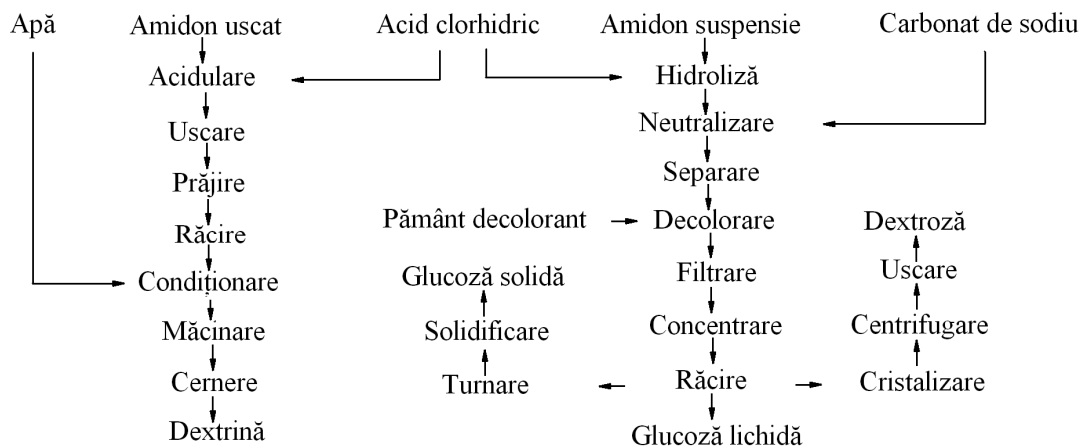 Apă
Amidon uscat
Acid clorhidric
Amidon suspensie
Carbonat de sodiu
Acidulare
Hidroliză
Uscare
Neutralizare
Prăjire
Separare
Răcire
Pământ decolorant
Decolorare
Dextroză
Condiționare
Glucoză solidă
Filtrare
Uscare
Măcinare
Solidificare
Concentrare
Centrifugare
Cernere
Turnare
Răcire
Cristalizare
Dextrină
Glucoză lichidă